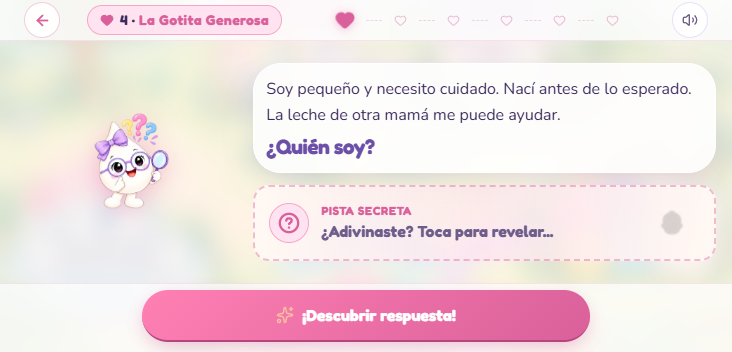 4 · La Gotita Generosa
Soy pequeño y necesito cuidado. Nací antes de lo esperado.
La leche de otra mamá me puede ayudar.
¿Quién soy?
PISTA SECRETA
¿Adivinaste? Toca para revelar...
¡Descubrir respuesta!